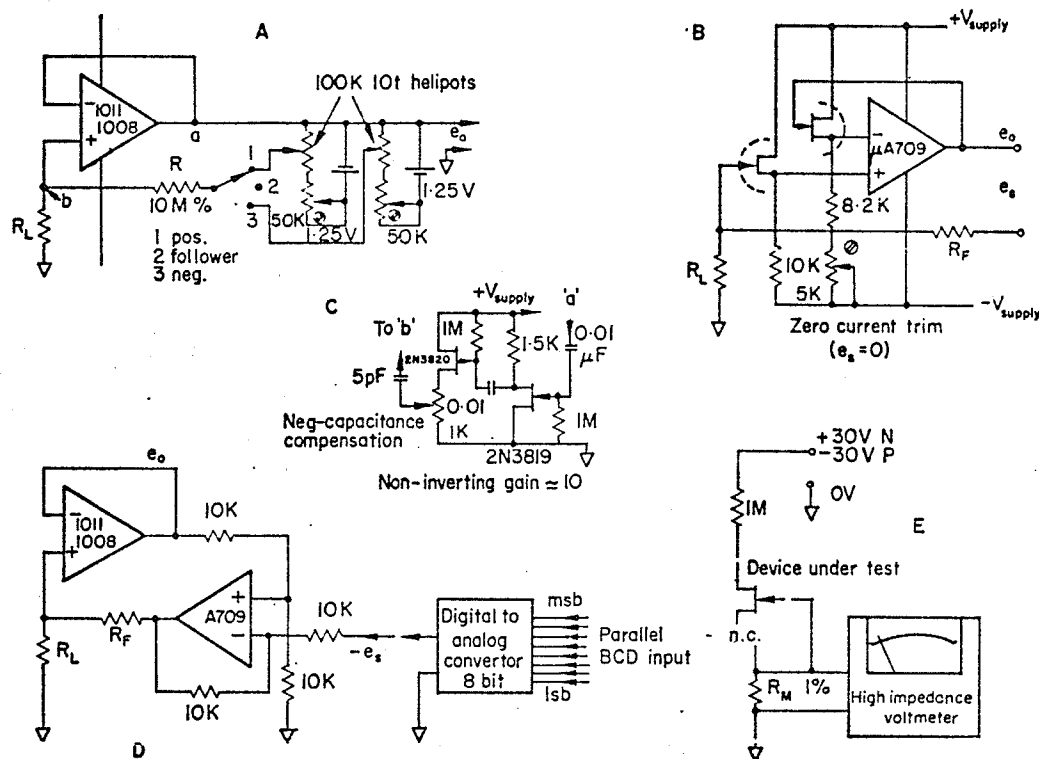 A
1011
1008
a
100K 10t helipots
e₀
R
1
2
3
b
10M %
50K
1·25V
1·25 V
50K
R_L
1 pos.
2 follower
3 neg.
B
+V_supply
μA709
e₀
e_s
8·2K
R_F
R_L
10K
5K
-V_supply
Zero current trim
(e_s=0)
C
+V_supply
'a'
To 'b'
1M
0·01
μF
2N3820
1·5K
5pF
0·01
Neg-capacitance
compensation
1K
1M
2N3819
Non-inverting gain ≃ 10
e₀
1011
1008
10K
A709
R_F
10K
-e_s
R_L
10K
10K
Digital to
analog
convertor
8 bit
msb
Parallel
BCD input
lsb
D
+30V N
-30V P
0V
1M
E
Device under test
n.c.
R_M
1%
High impedance
voltmeter